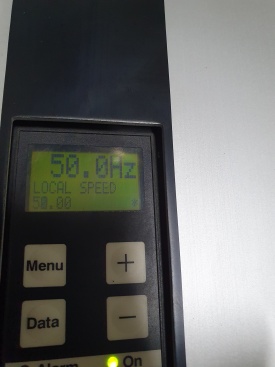 50.0Hz
LOCAL SPEED
50.00
Menu +
Data −
Alarm On